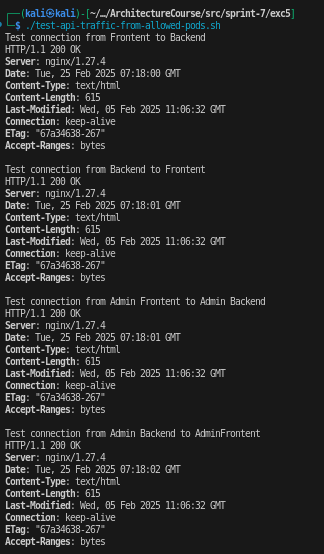 ┌──(kali㉿kali)-[~/…/ArchitectureCourse/src/sprint-7/exc5]
└─$ ./test-api-traffic-from-allowed-pods.sh
Test connection from Frontent to Backend
HTTP/1.1 200 OK
Server: nginx/1.27.4
Date: Tue, 25 Feb 2025 07:18:00 GMT
Content-Type: text/html
Content-Length: 615
Last-Modified: Wed, 05 Feb 2025 11:06:32 GMT
Connection: keep-alive
ETag: "67a34638-267"
Accept-Ranges: bytes

Test connection from Backend to Frontent
HTTP/1.1 200 OK
Server: nginx/1.27.4
Date: Tue, 25 Feb 2025 07:18:01 GMT
Content-Type: text/html
Content-Length: 615
Last-Modified: Wed, 05 Feb 2025 11:06:32 GMT
Connection: keep-alive
ETag: "67a34638-267"
Accept-Ranges: bytes

Test connection from Admin Frontent to Admin Backend
HTTP/1.1 200 OK
Server: nginx/1.27.4
Date: Tue, 25 Feb 2025 07:18:01 GMT
Content-Type: text/html
Content-Length: 615
Last-Modified: Wed, 05 Feb 2025 11:06:32 GMT
Connection: keep-alive
ETag: "67a34638-267"
Accept-Ranges: bytes

Test connection from Admin Backend to AdminFrontent
HTTP/1.1 200 OK
Server: nginx/1.27.4
Date: Tue, 25 Feb 2025 07:18:02 GMT
Content-Type: text/html
Content-Length: 615
Last-Modified: Wed, 05 Feb 2025 11:06:32 GMT
Connection: keep-alive
ETag: "67a34638-267"
Accept-Ranges: bytes